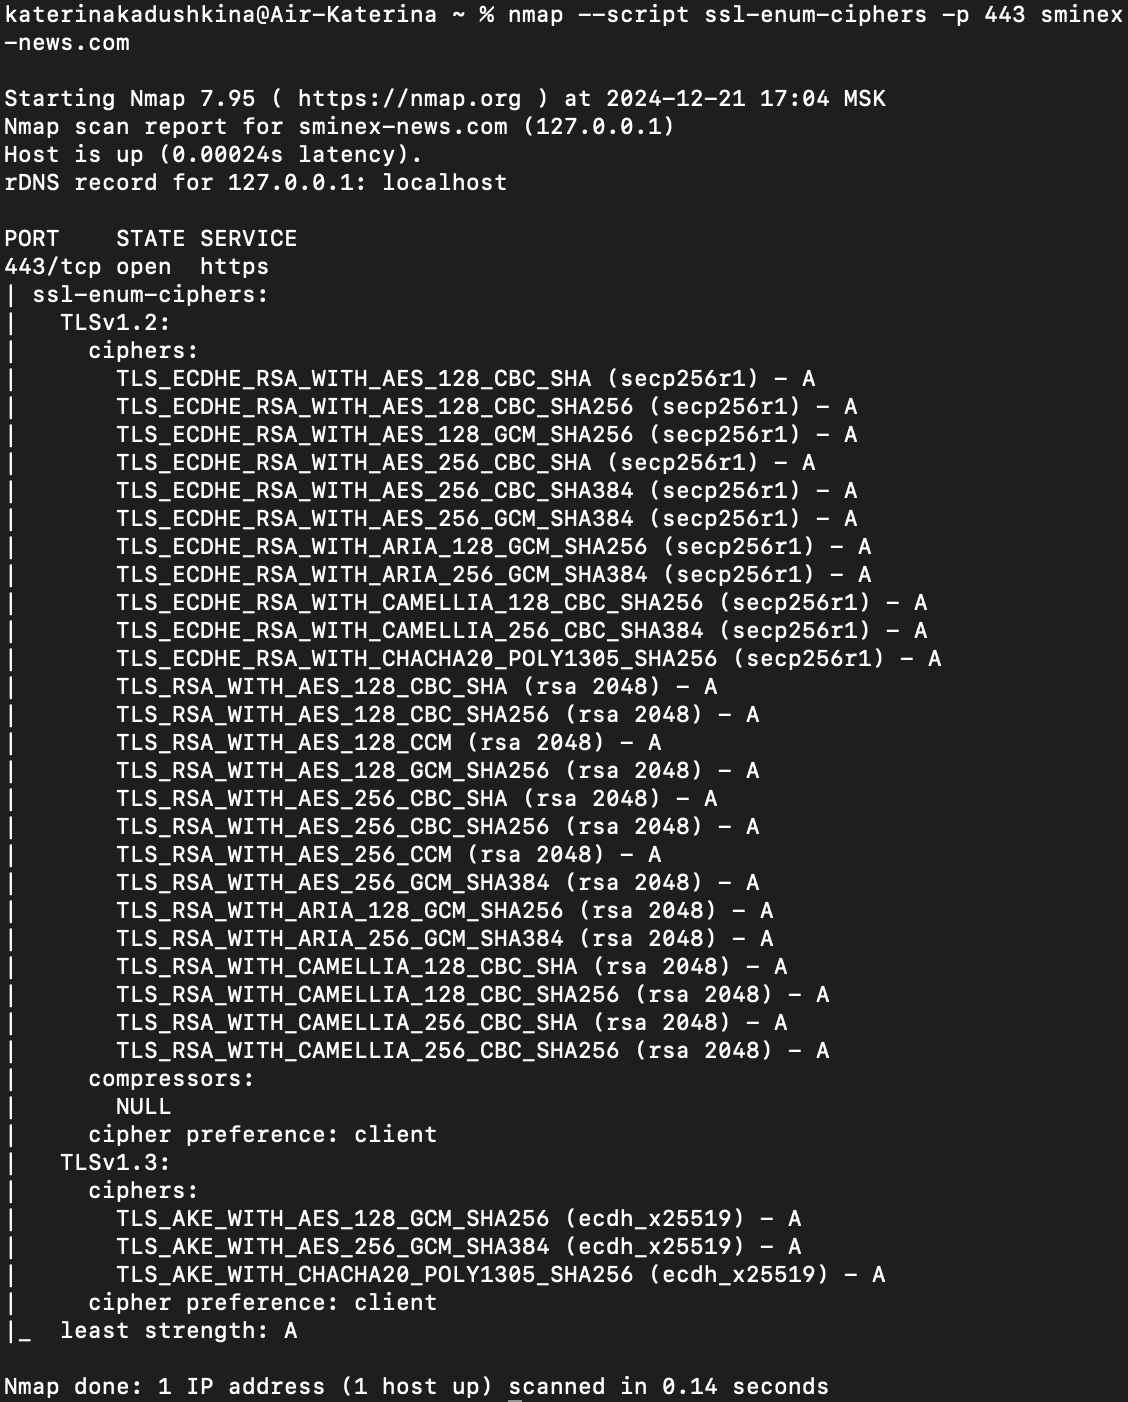 katerinakadushkina@Air-Katerina ~ % nmap --script ssl-enum-ciphers -p 443 sminex
-news.com
Starting Nmap 7.95 ( https://nmap.org ) at 2024-12-21 17:04 MSK
Nmap scan report for sminex-news.com (127.0.0.1)
Host is up (0.00024s latency).
rDNS record for 127.0.0.1: localhost
PORT    STATE SERVICE
443/tcp open  https
| ssl-enum-ciphers:
|   TLSv1.2:
|     ciphers:
|       TLS_ECDHE_RSA_WITH_AES_128_CBC_SHA (secp256r1) - A
|       TLS_ECDHE_RSA_WITH_AES_128_CBC_SHA256 (secp256r1) - A
|       TLS_ECDHE_RSA_WITH_AES_128_GCM_SHA256 (secp256r1) - A
|       TLS_ECDHE_RSA_WITH_AES_256_CBC_SHA (secp256r1) - A
|       TLS_ECDHE_RSA_WITH_AES_256_CBC_SHA384 (secp256r1) - A
|       TLS_ECDHE_RSA_WITH_AES_256_GCM_SHA384 (secp256r1) - A
|       TLS_ECDHE_RSA_WITH_ARIA_128_GCM_SHA256 (secp256r1) - A
|       TLS_ECDHE_RSA_WITH_ARIA_256_GCM_SHA384 (secp256r1) - A
|       TLS_ECDHE_RSA_WITH_CAMELLIA_128_CBC_SHA256 (secp256r1) - A
|       TLS_ECDHE_RSA_WITH_CAMELLIA_256_CBC_SHA384 (secp256r1) - A
|       TLS_ECDHE_RSA_WITH_CHACHA20_POLY1305_SHA256 (secp256r1) - A
|       TLS_RSA_WITH_AES_128_CBC_SHA (rsa 2048) - A
|       TLS_RSA_WITH_AES_128_CBC_SHA256 (rsa 2048) - A
|       TLS_RSA_WITH_AES_128_CCM (rsa 2048) - A
|       TLS_RSA_WITH_AES_128_GCM_SHA256 (rsa 2048) - A
|       TLS_RSA_WITH_AES_256_CBC_SHA (rsa 2048) - A
|       TLS_RSA_WITH_AES_256_CBC_SHA256 (rsa 2048) - A
|       TLS_RSA_WITH_AES_256_CCM (rsa 2048) - A
|       TLS_RSA_WITH_AES_256_GCM_SHA384 (rsa 2048) - A
|       TLS_RSA_WITH_ARIA_128_GCM_SHA256 (rsa 2048) - A
|       TLS_RSA_WITH_ARIA_256_GCM_SHA384 (rsa 2048) - A
|       TLS_RSA_WITH_CAMELLIA_128_CBC_SHA (rsa 2048) - A
|       TLS_RSA_WITH_CAMELLIA_128_CBC_SHA256 (rsa 2048) - A
|       TLS_RSA_WITH_CAMELLIA_256_CBC_SHA (rsa 2048) - A
|       TLS_RSA_WITH_CAMELLIA_256_CBC_SHA256 (rsa 2048) - A
|     compressors:
|       NULL
|     cipher preference: client
|   TLSv1.3:
|     ciphers:
|       TLS_AKE_WITH_AES_128_GCM_SHA256 (ecdh_x25519) - A
|       TLS_AKE_WITH_AES_256_GCM_SHA384 (ecdh_x25519) - A
|       TLS_AKE_WITH_CHACHA20_POLY1305_SHA256 (ecdh_x25519) - A
|     cipher preference: client
|_  least strength: A
Nmap done: 1 IP address (1 host up) scanned in 0.14 seconds